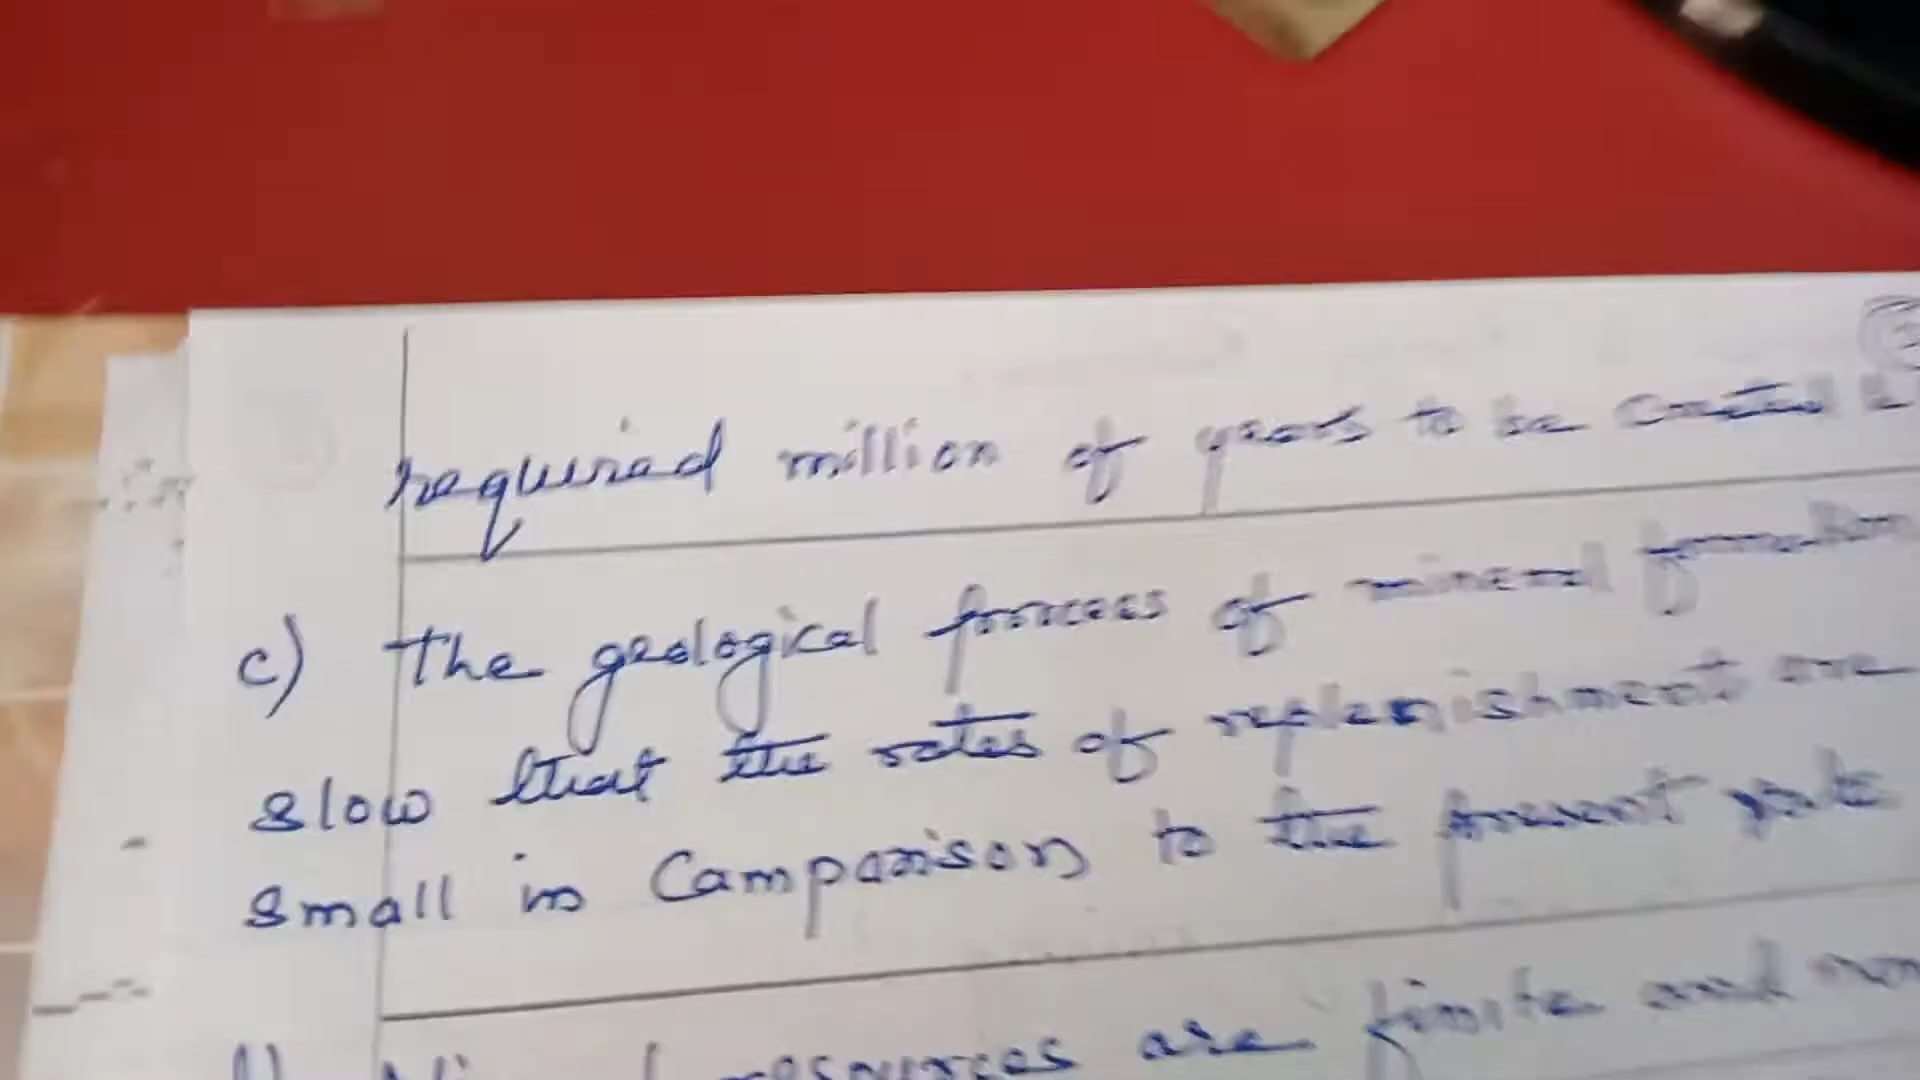 required million of years to be created &
c) The geological process of mineral formation
slow that the rates of replenishment are
small in Comparison to the present rate
resources are finite and